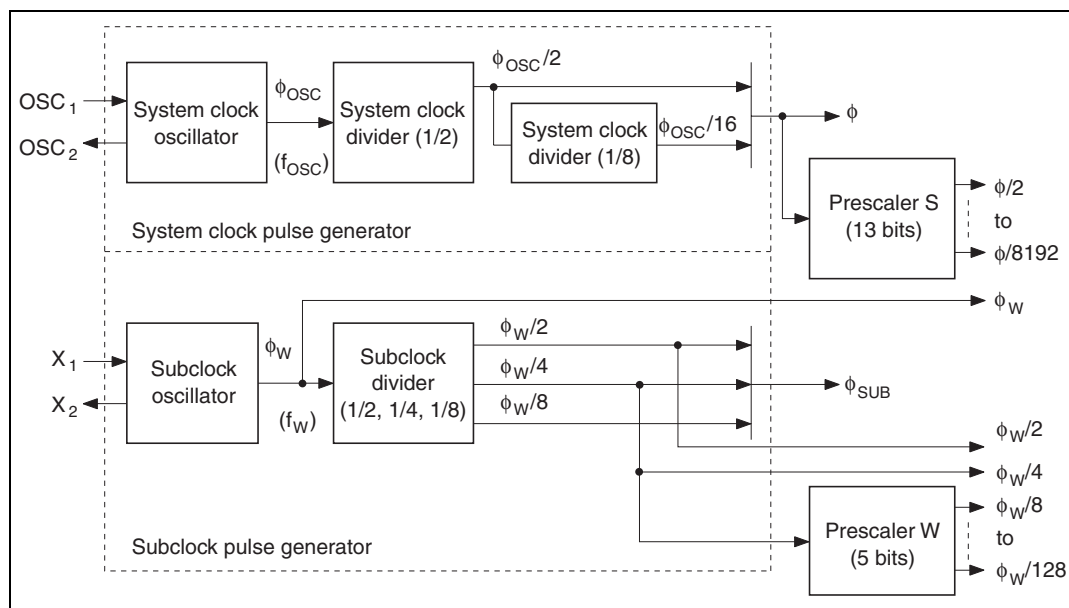 OSC1
OSC2
System clock
oscillator
ϕOSC
(fOSC)
System clock
divider (1/2)
ϕOSC/2
System clock
divider (1/8)
ϕOSC/16
ϕ
Prescaler S
(13 bits)
ϕ/2
to
ϕ/8192
System clock pulse generator
X1
X2
Subclock
oscillator
ϕW
(fW)
Subclock
divider
(1/2, 1/4, 1/8)
ϕW/2
ϕW/4
ϕW/8
ϕW
ϕSUB
ϕW/2
ϕW/4
Prescaler W
(5 bits)
ϕW/8
to
ϕW/128
Subclock pulse generator